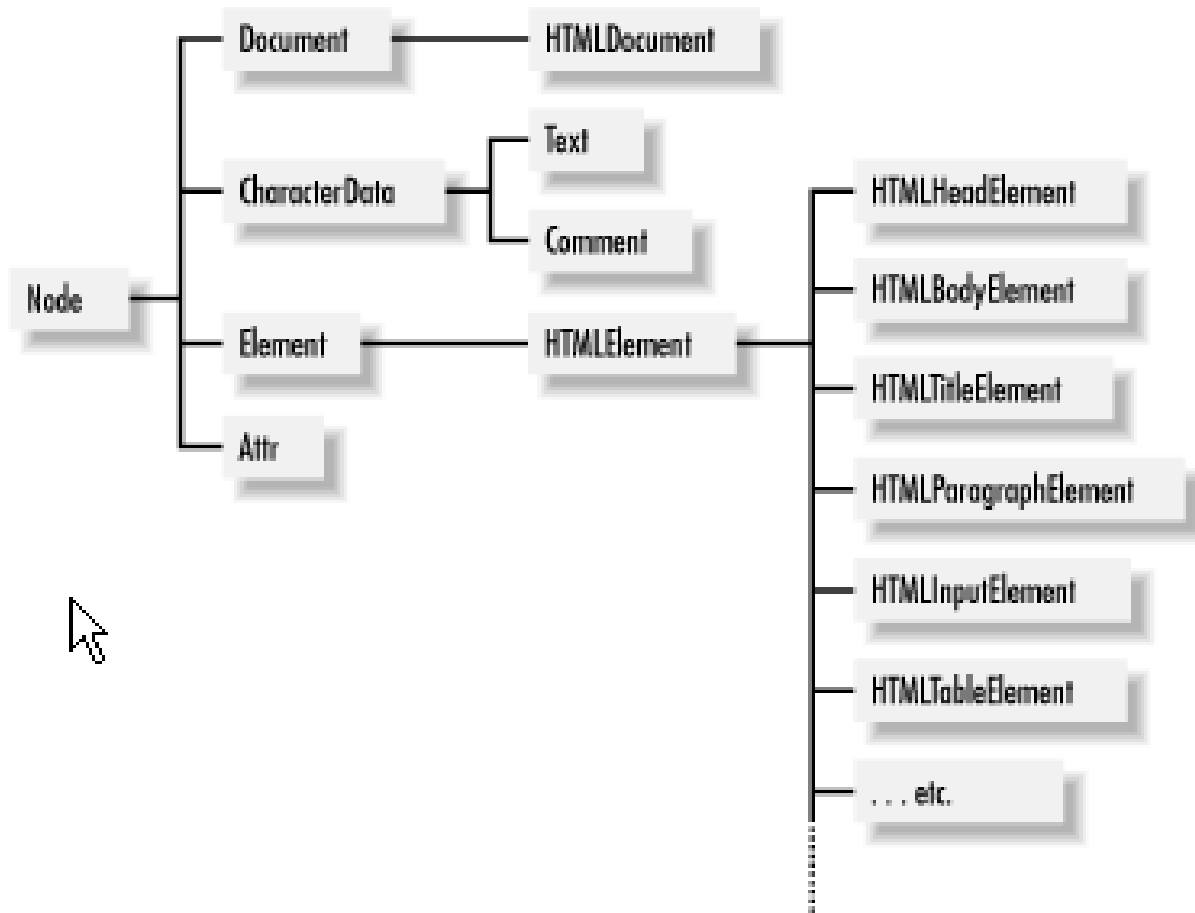 Document
HTMLDocument
Text
CharacterData
HTMLHeadElement
Comment
HTMLBodyElement
Node
Element
HTMLElement
HTMLTitleElement
Attr
HTMLParagraphElement
HTMLInputElement
HTMLTableElement
. . . etc.